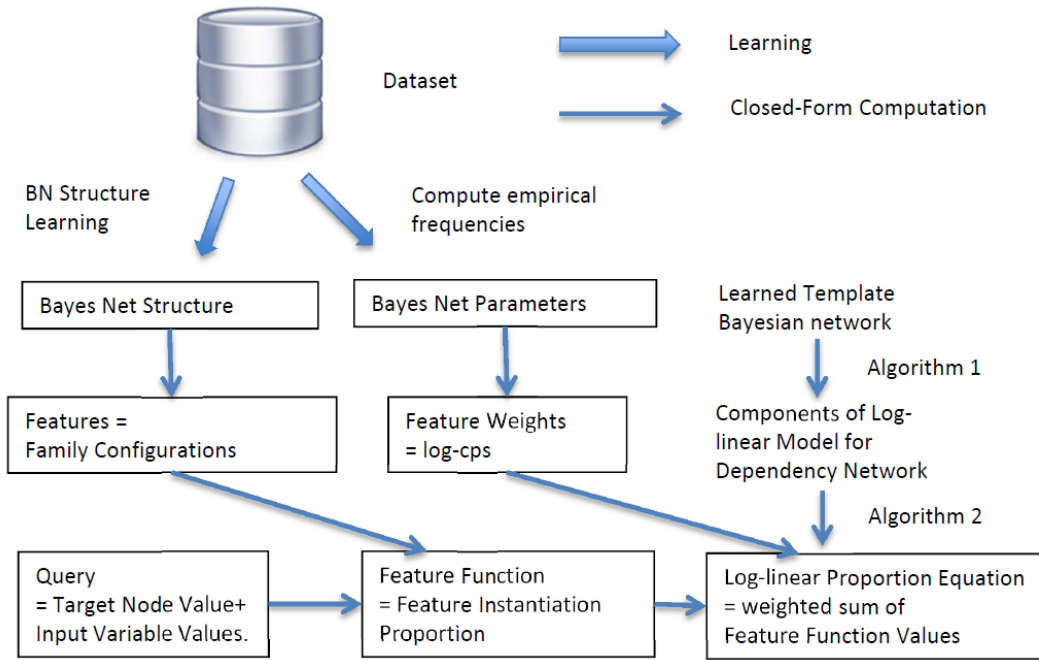 Dataset
Learning
Closed-Form Computation
BN Structure
Learning
Compute empirical
frequencies
Bayes Net Structure
Bayes Net Parameters
Learned Template
Bayesian network
Algorithm 1
Features =
Family Configurations
Feature Weights
= log-cps
Components of Log-
linear Model for
Dependency Network
Algorithm 2
Query
= Target Node Value+
Input Variable Values.
Feature Function
= Feature Instantiation
Proportion
Log-linear Proportion Equation
= weighted sum of
Feature Function Values